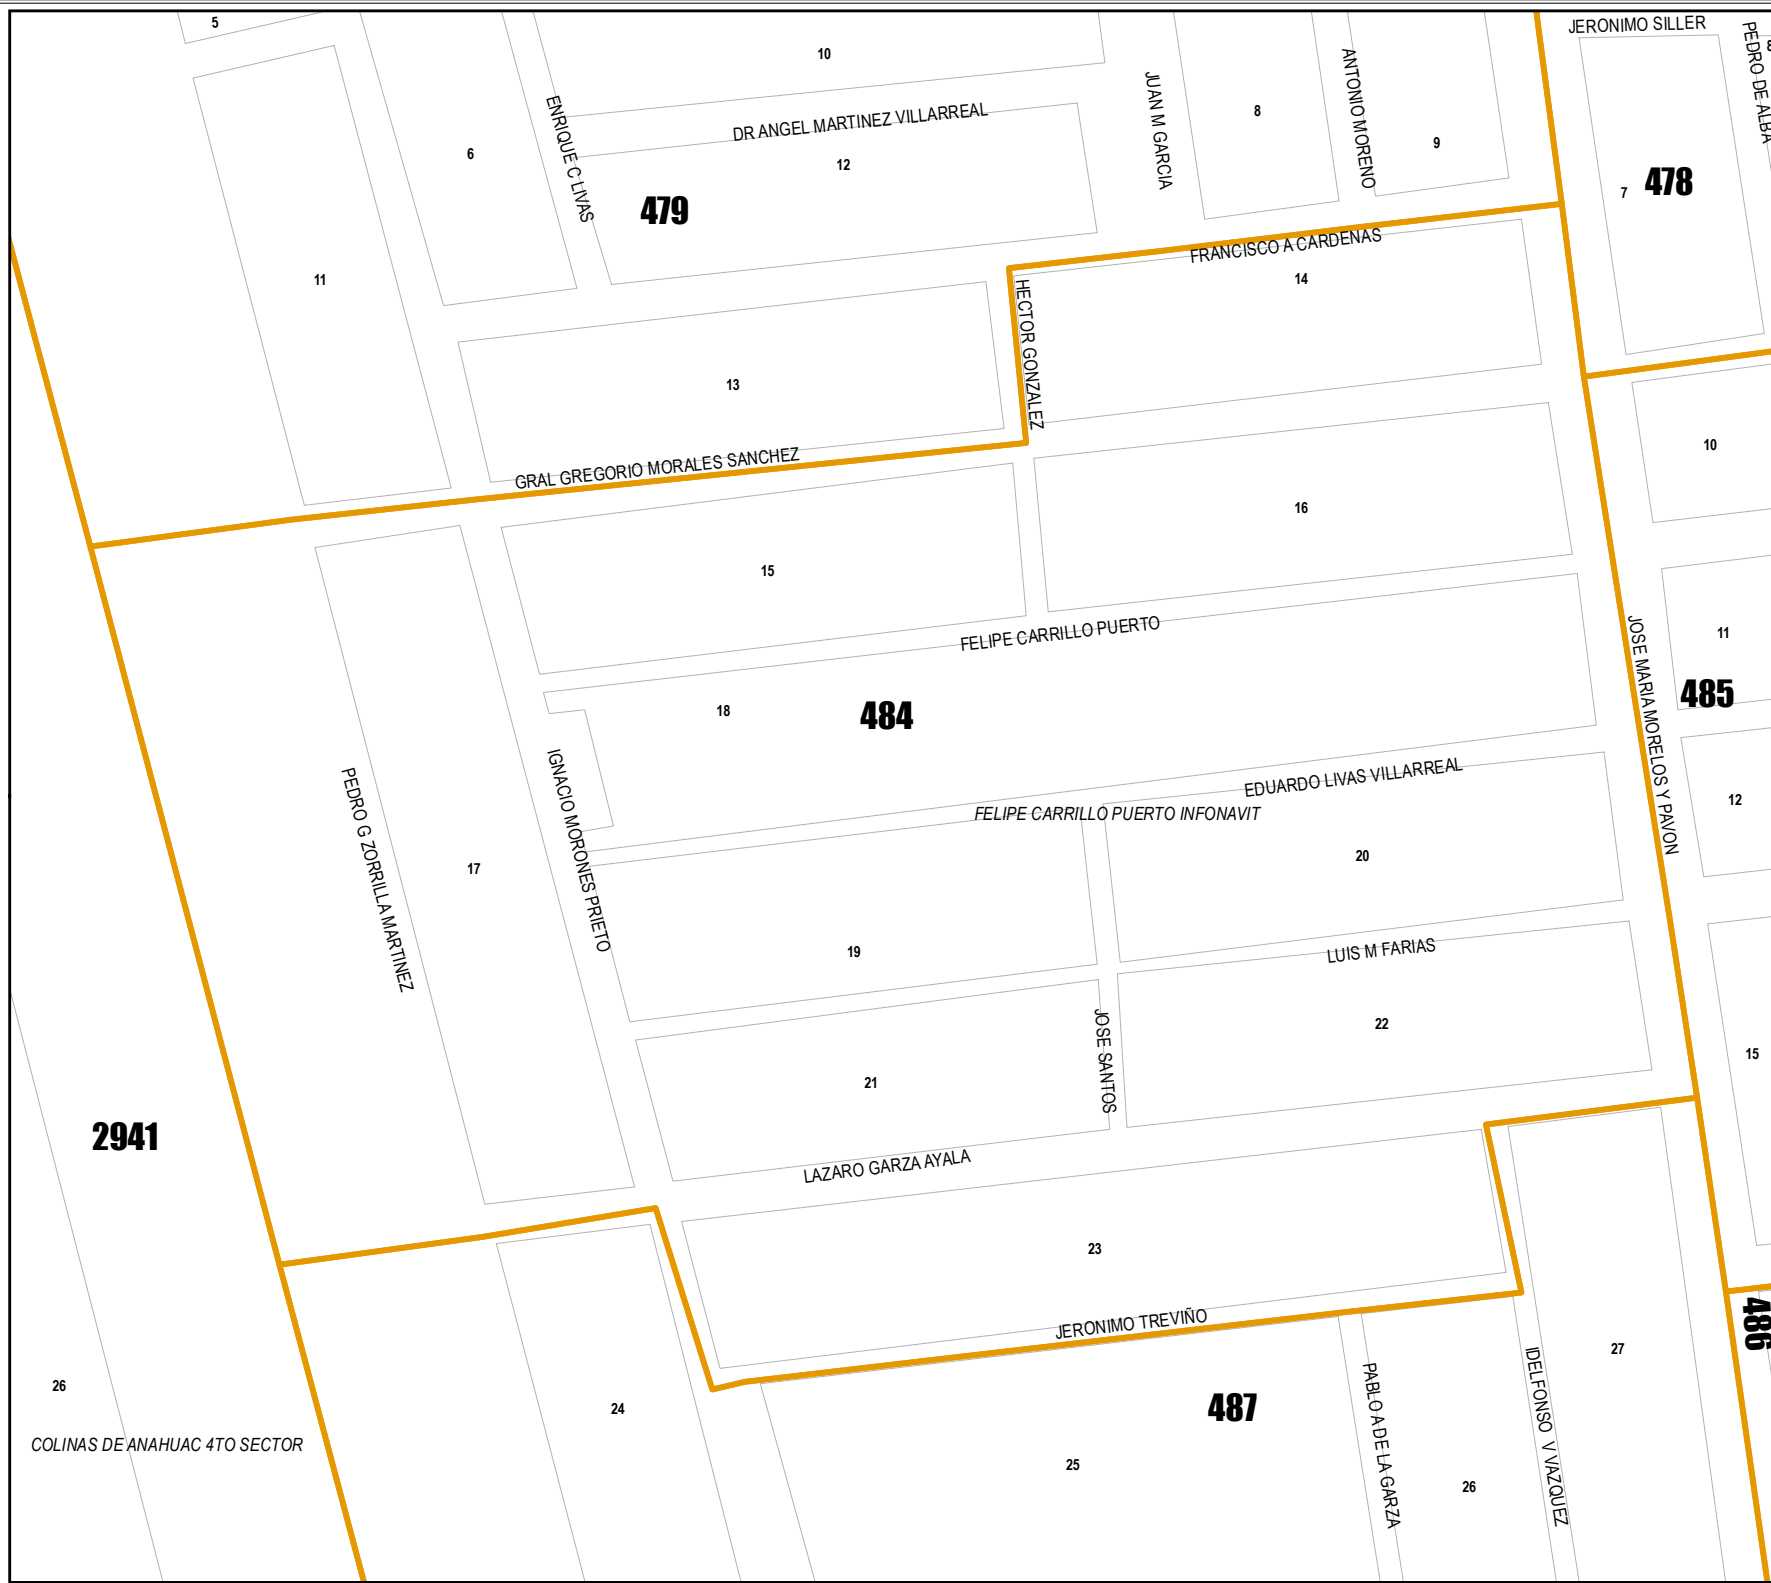 5
JERONIMO SILLER
PEDRO DE ALBA
8
10
ENRIQUE C LIVAS
DR ANGEL MARTINEZ VILLARREAL
JUAN M GARCIA
8
ANTONIO MORENO
9
6
12
7
478
479
11
FRANCISCO A CARDENAS
14
HECTOR GONZALEZ
13
10
GRAL GREGORIO MORALES SANCHEZ
16
15
FELIPE CARRILLO PUERTO
11
JOSE MARIA MORELOS Y PAVON
485
18
484
IGNACIO MORONES PRIETO
PEDRO G ZORRILLA MARTINEZ
EDUARDO LIVAS VILLARREAL
FELIPE CARRILLO PUERTO INFONAVIT
12
20
17
19
LUIS M FARIAS
22
JOSE SANTOS
15
21
2941
LAZARO GARZA AYALA
23
JERONIMO TREVIÑO
486
27
IDELFONSO V VAZQUEZ
PABLO A DE LA GARZA
26
24
487
COLINAS DE ANAHUAC 4TO SECTOR
25
26